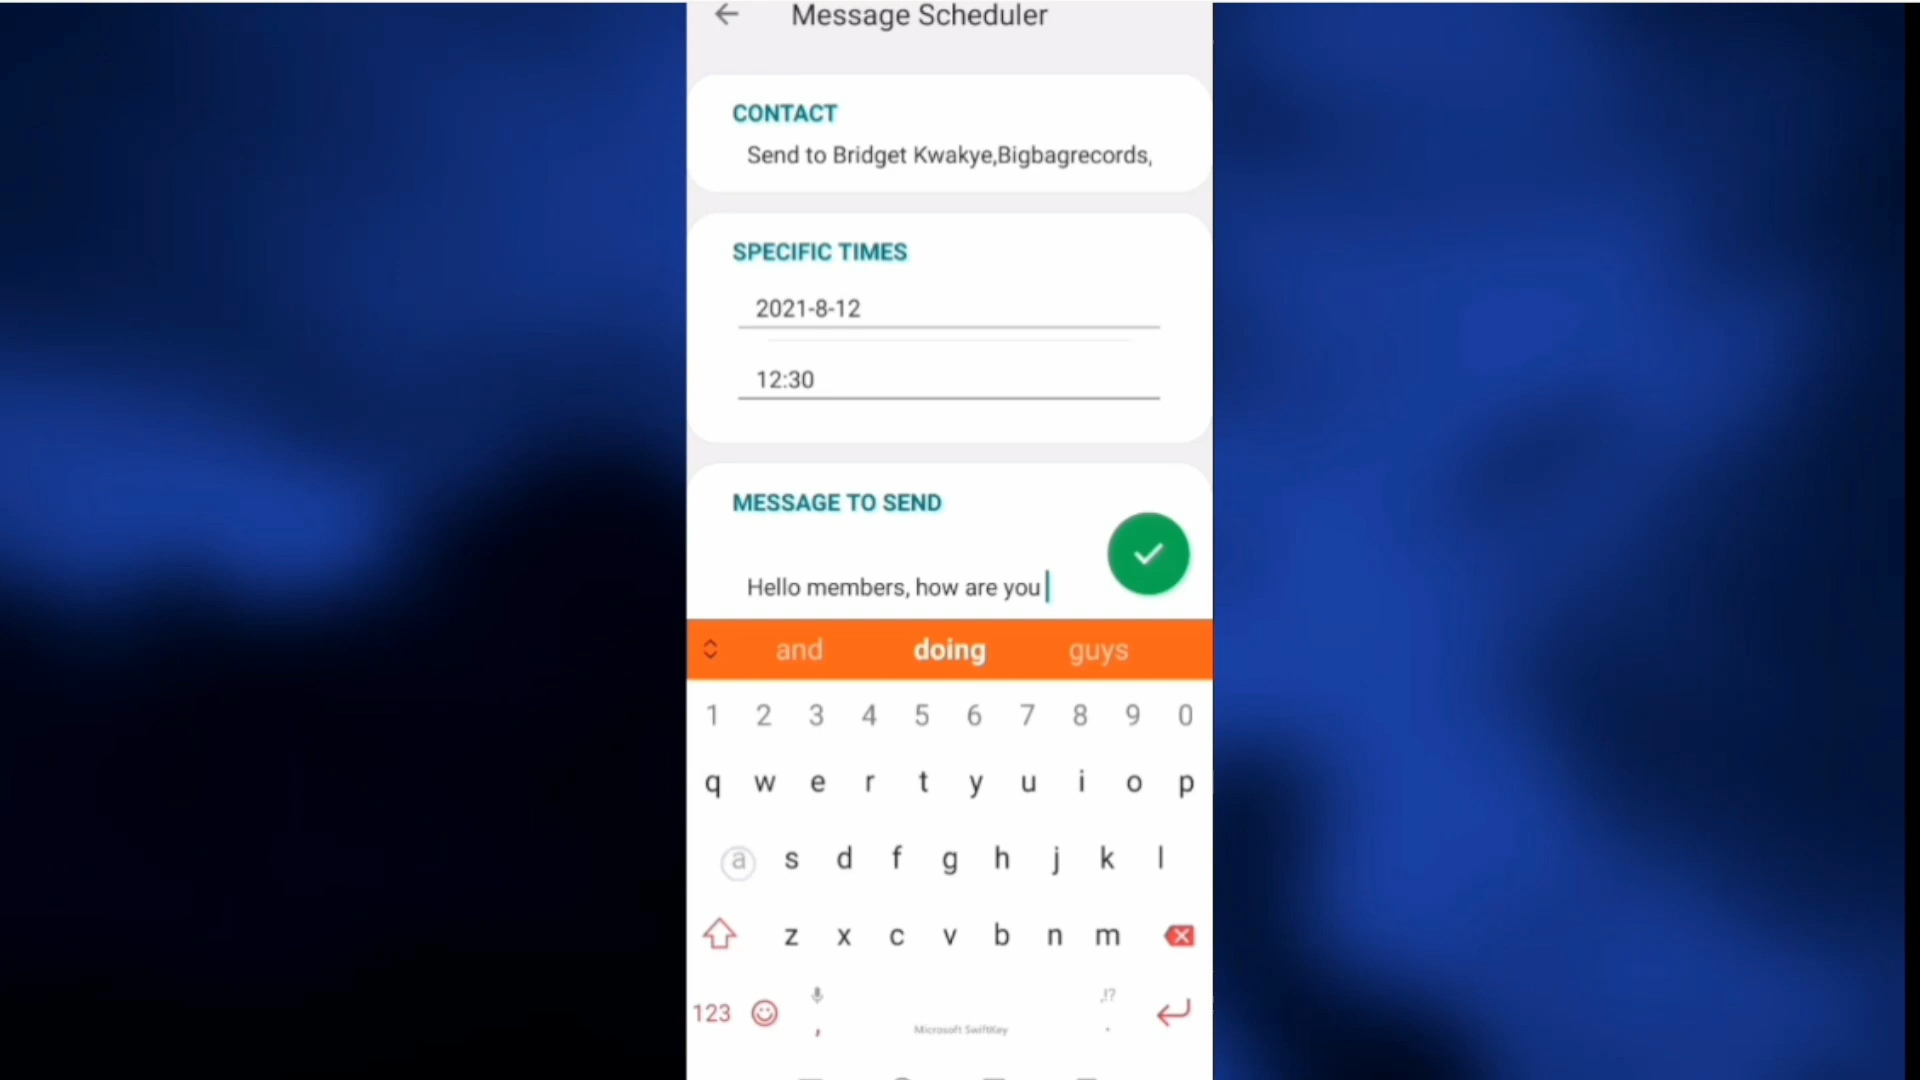 Message Scheduler
CONTACT
Send to Bridget Kwakye,Bigbagrecords,
SPECIFIC TIMES
2021-8-12
12:30
MESSAGE TO SEND
Hello members, how are you
and doing guys
1 2 3 4 5 6 7 8 9 0
q w e r t y u i o p
a s d f g h j k l
z x c v b n m
,!?
123 , Microsoft SwiftKey .